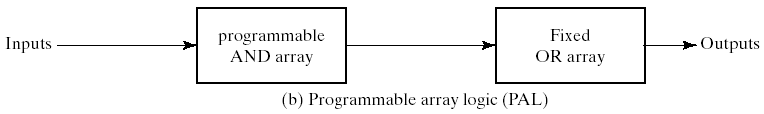 Inputs
programmable
AND array
Fixed
OR array
Outputs
(b) Programmable array logic (PAL)